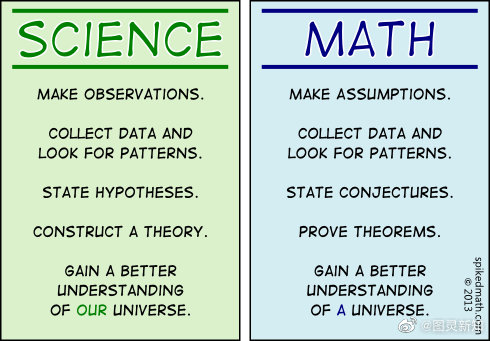 SCIENCE
MAKE OBSERVATIONS.
COLLECT DATA AND
LOOK FOR PATTERNS.
STATE HYPOTHESES.
CONSTRUCT A THEORY.
GAIN A BETTER
UNDERSTANDING
OF OUR UNIVERSE.
MATH
MAKE ASSUMPTIONS.
COLLECT DATA AND
LOOK FOR PATTERNS.
STATE CONJECTURES.
PROVE THEOREMS.
GAIN A BETTER
UNDERSTANDING
OF A UNIVERSE.
spikedmath.com
© 2013
@图灵新